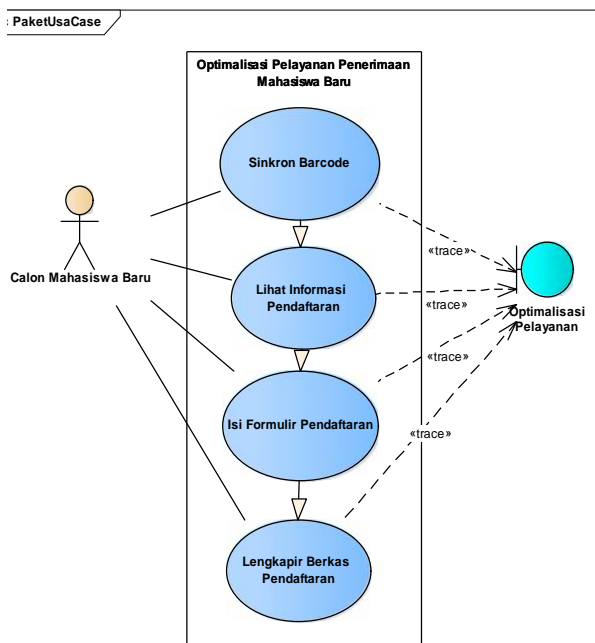 : PaketUsaCase
Optimalisasi Pelayanan Penerimaan
Mahasiswa Baru
Sinkron Barcode
«trace»
Calon Mahasiswa Baru
Lihat Informasi
Pendaftaran
«trace»
Optimalisasi
Pelayanan
«trace»
Isi Formulir Pendaftaran
«trace»
Lengkapir Berkas
Pendaftaran